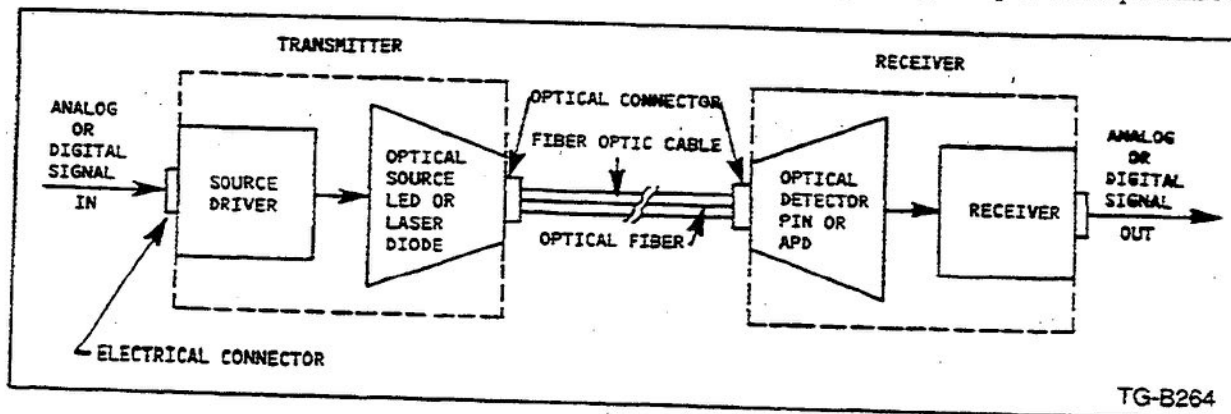 TRANSMITTER
RECEIVER
ANALOG
OR
DIGITAL
SIGNAL
IN
SOURCE
DRIVER
OPTICAL
SOURCE
LED OR
LASER
DIODE
OPTICAL CONNECTOR
FIBER OPTIC CABLE
OPTICAL FIBER
OPTICAL
DETECTOR
PIN OR
APD
RECEIVER
ANALOG
OR
DIGITAL
SIGNAL
OUT
ELECTRICAL CONNECTOR
TG-B264